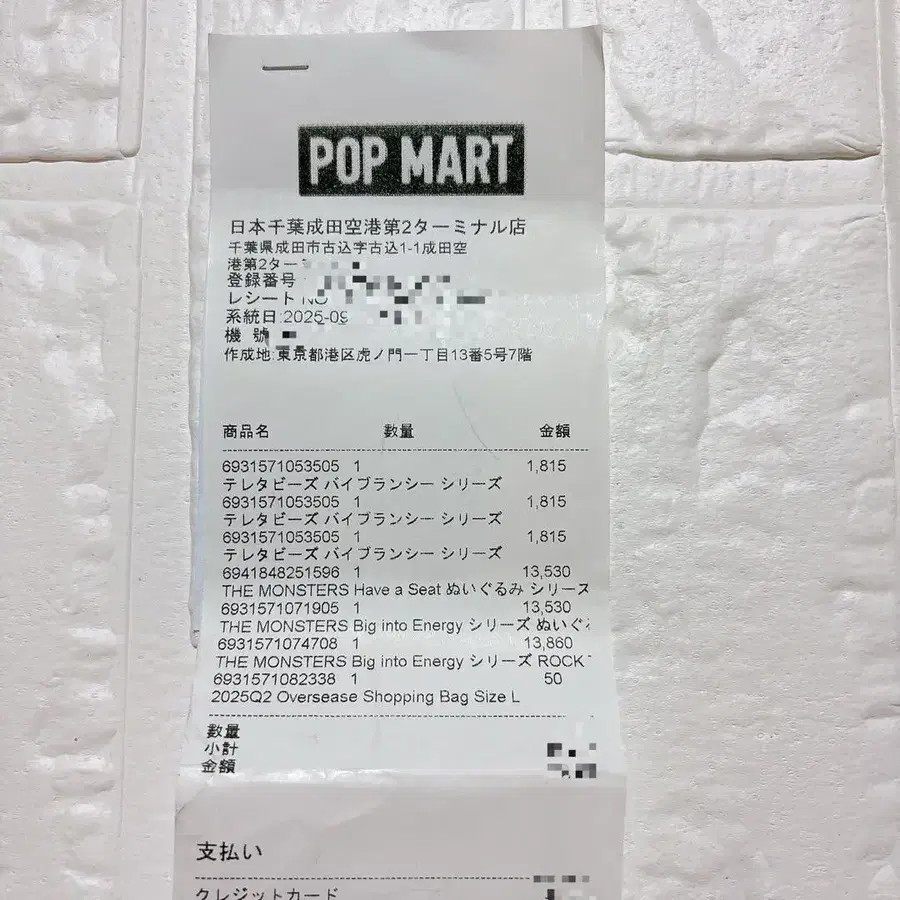 POP MART
日本千葉成田空港第2ターミナル店
千葉県成田市古込字古込1-1成田空
港第2ター
登録番号
レシート NO
系統日:2025-09
機 號
作成地:東京都港区虎ノ門一丁目13番5号7階
商品名 數量 金額
6931571053505 1 1,815
テレタビーズ バイブランシー シリーズ
6931571053505 1 1,815
テレタビーズ バイブランシー シリーズ
6931571053505 1 1,815
テレタビーズ バイブランシー シリーズ
6941848251596 1 13,530
THE MONSTERS Have a Seat ぬいぐるみ シリーズ
6931571071905 1 13,530
THE MONSTERS Big into Energy シリーズ ぬいぐ
6931571074708 1 13,860
THE MONSTERS Big into Energy シリーズ ROCK
6931571082338 1 50
2025Q2 Oversease Shopping Bag Size L
數量
小計
金額
支払い
クレジットカード